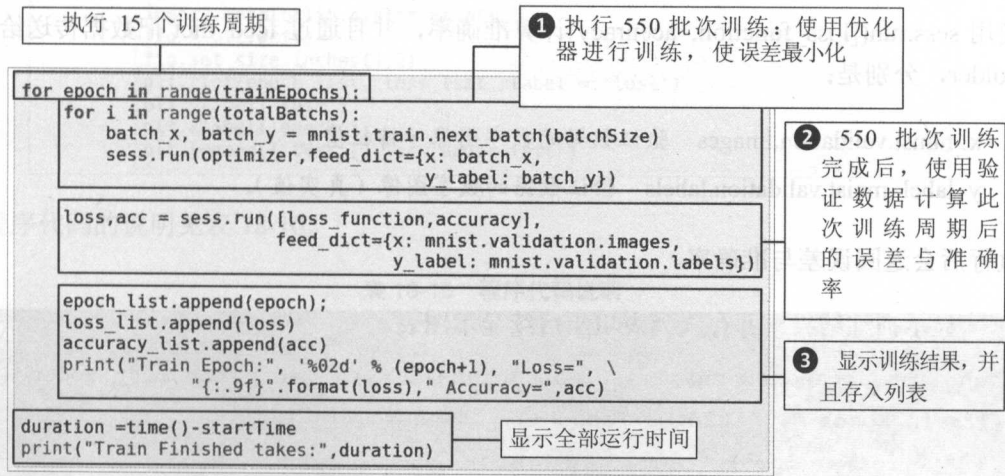 执行 15 个训练周期
❶ 执行 550 批次训练：使用优化
器进行训练，使误差最小化
for epoch in range(trainEpochs):
for i in range(totalBatchs):
batch_x, batch_y = mnist.train.next_batch(batchSize)
sess.run(optimizer,feed_dict={x: batch_x,
y_label: batch_y})
❷ 550 批次训练
完成后，使用验
证数据计算此
次训练周期后
的误差与准确
率
loss,acc = sess.run([loss_function,accuracy],
feed_dict={x: mnist.validation.images,
y_label: mnist.validation.labels})
epoch_list.append(epoch);
loss_list.append(loss)
accuracy_list.append(acc)
print("Train Epoch:", '%02d' % (epoch+1), "Loss=", \
"{:.9f}".format(loss)," Accuracy=",acc)
❸ 显示训练结果，并
且存入列表
duration =time()-startTime
print("Train Finished takes:",duration)
显示全部运行时间